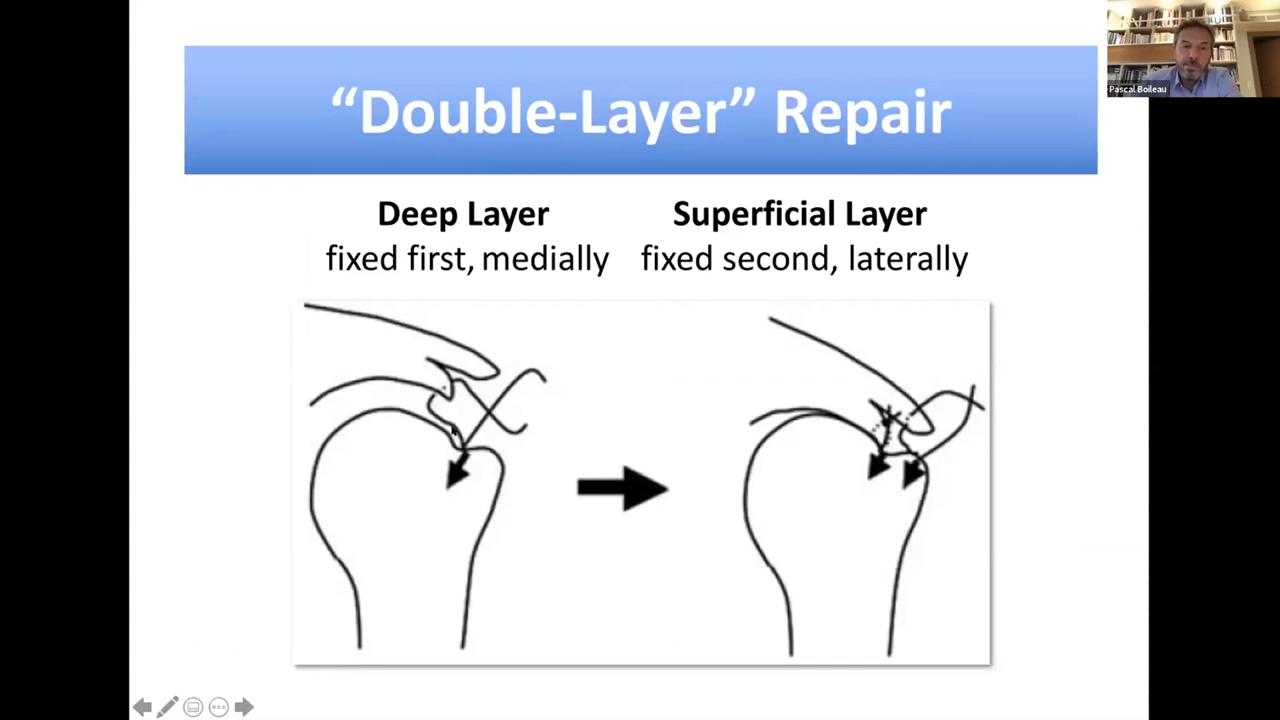 “Double-Layer” Repair
Pascal Boileau
Deep Layer
fixed first, medially
Superficial Layer
fixed second, laterally